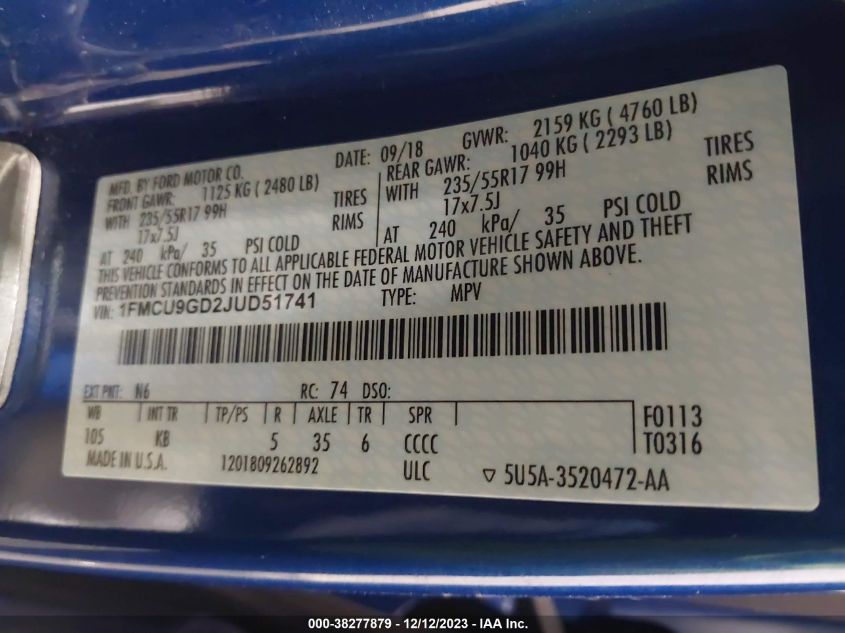 MFD. BY FORD MOTOR CO. DATE: 09/18 GVWR: 2159 KG ( 4760 LB)
FRONT GAWR: 1125 KG ( 2480 LB) REAR GAWR: 1040 KG ( 2293 LB)
WITH 235/55R17 99H TIRES WITH 235/55R17 99H TIRES
17x7.5J RIMS 17x7.5J RIMS
AT 240 kPa/ 35 PSI COLD AT 240 kPa/ 35 PSI COLD
THIS VEHICLE CONFORMS TO ALL APPLICABLE FEDERAL MOTOR VEHICLE SAFETY AND THEFT
PREVENTION STANDARDS IN EFFECT ON THE DATE OF MANUFACTURE SHOWN ABOVE.
VIN: 1FMCU9GD2JUD51741 TYPE: MPV
EXT PNT: N6 RC: 74 DSO:
WB INT TR TP/PS R AXLE TR SPR F0113
105 KB 5 35 6 CCCC T0316
MADE IN U.S.A. 1201809262892 ULC ▽ 5U5A-3520472-AA
000-38277879 - 12/12/2023 - © IAA, Inc.